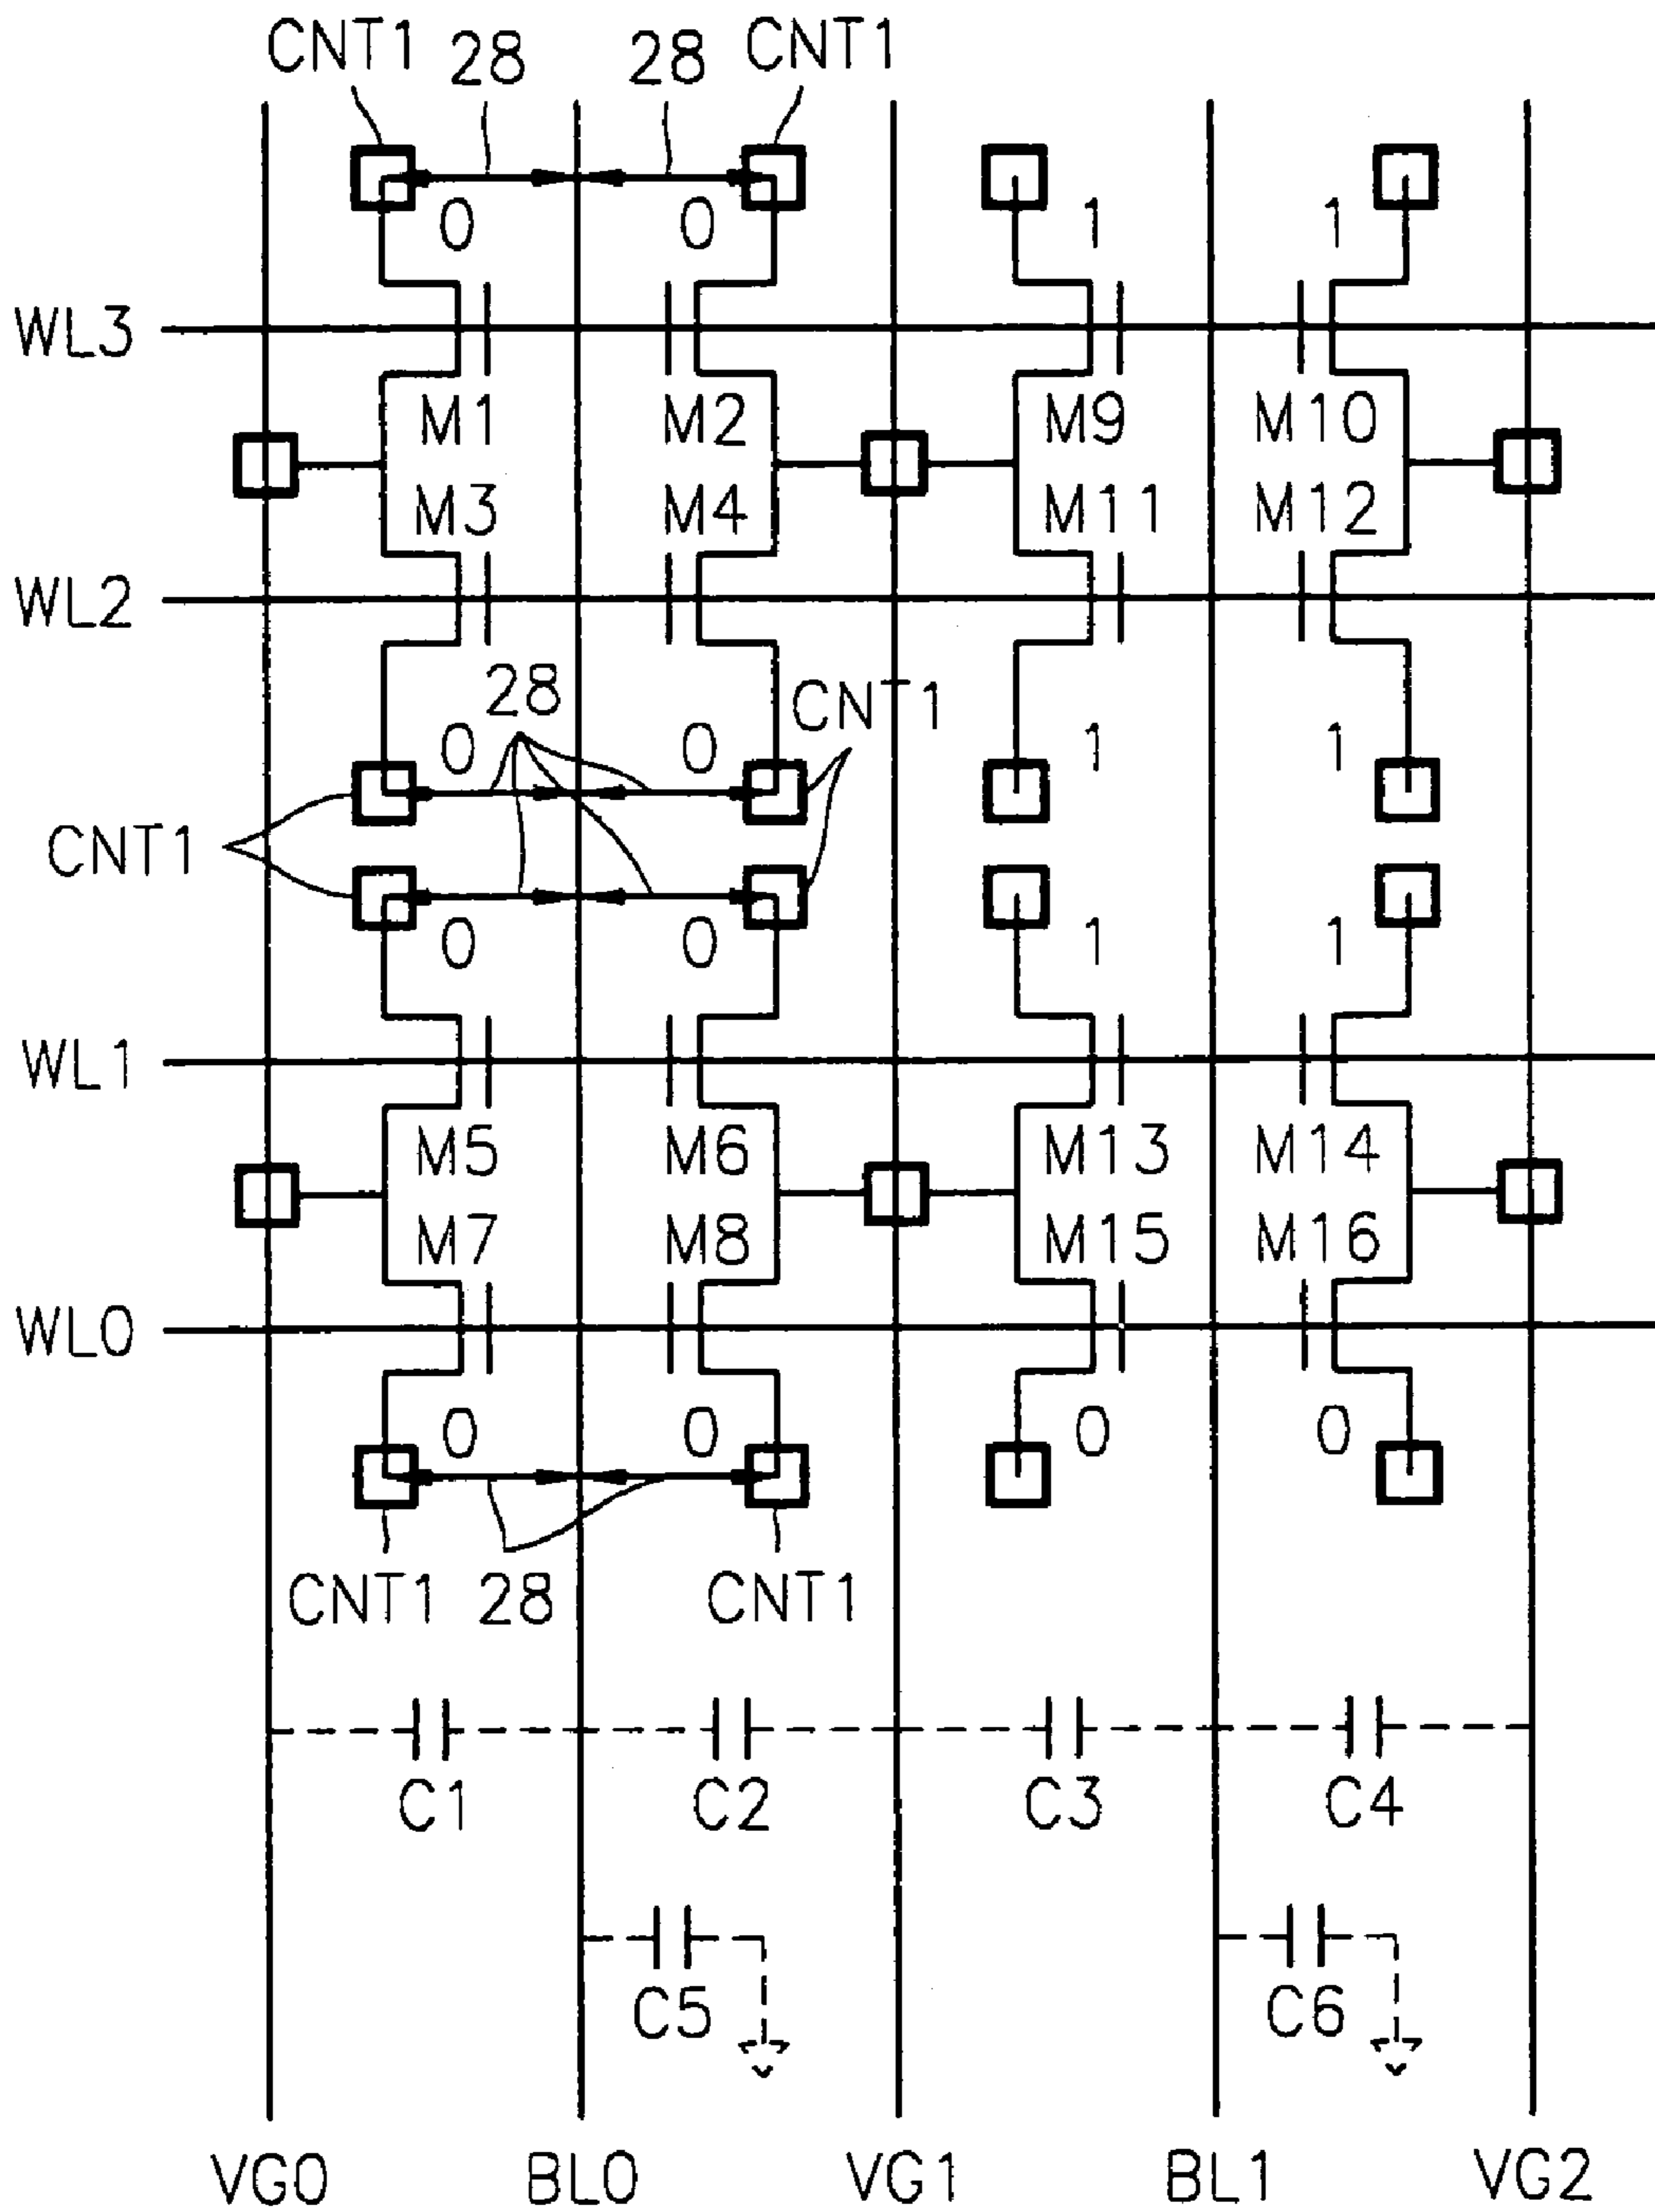 CNT1 28 28 CNT1
0 0 1 1
WL3
M1 M2 M9 M10
M3 M4 M11 M12
WL2
28 CNT1
0 0 1 1
CNT1
0 0 1 1
WL1
M5 M6 M13 M14
M7 M8 M15 M16
WL0
0 0 0 0
CNT1 28 CNT1
C1 C2 C3 C4
C5 C6
VG0 BL0 VG1 BL1 VG2